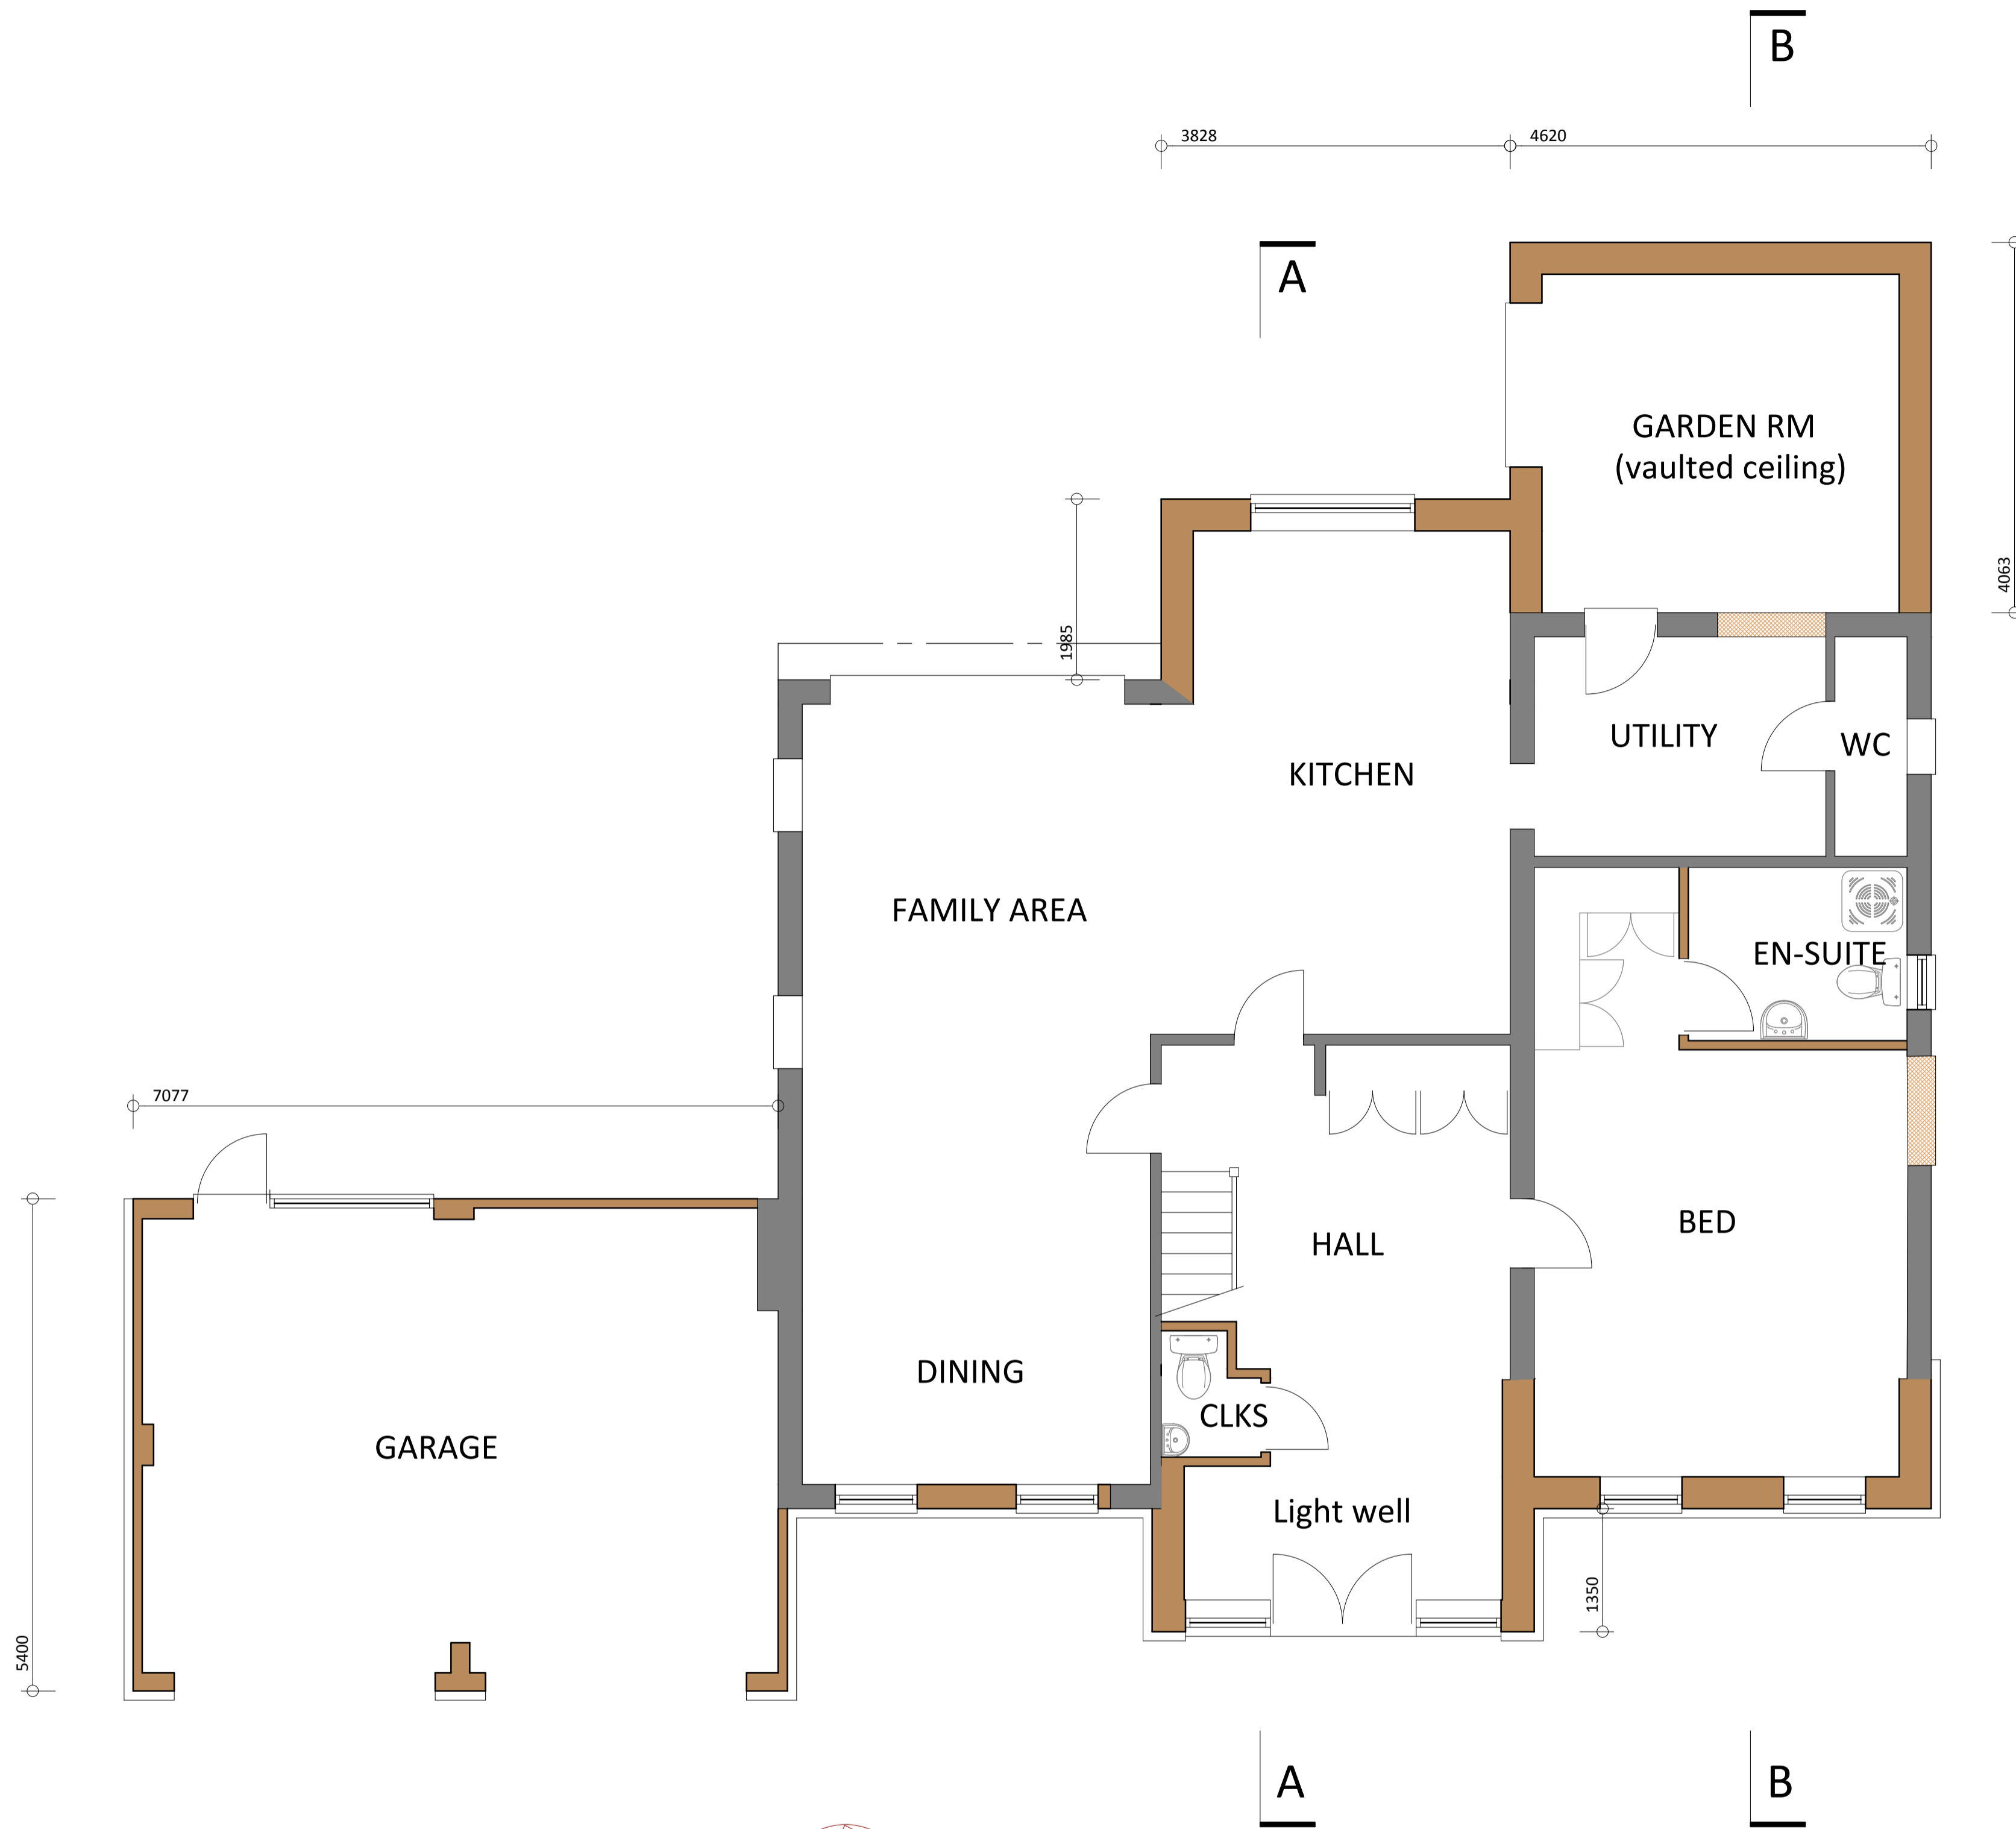 B
3828 4620
A
GARDEN RM
(vaulted ceiling)
4063
1985
UTILITY
WC
KITCHEN
FAMILY AREA
EN-SUITE
7077
BED
HALL
DINING
CLKS
GARAGE
Light well
1350
5400
A
B